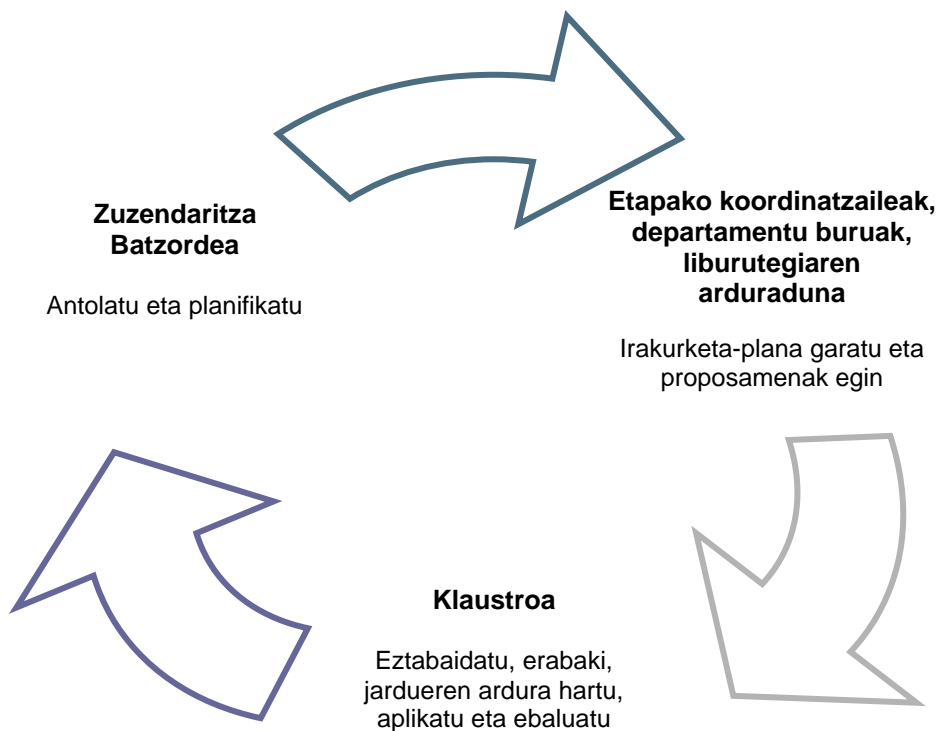 Zuzendaritza
Batzordea
Antolatu eta planifikatu
Etapako koordinatzaileak,
departamentu buruak,
liburutegiaren
arduraduna
Irakurketa-plana garatu eta
proposamenak egin
Klaustroa
Eztabaidatu, erabaki,
jardueren ardura hartu,
aplikatu eta ebaluatu